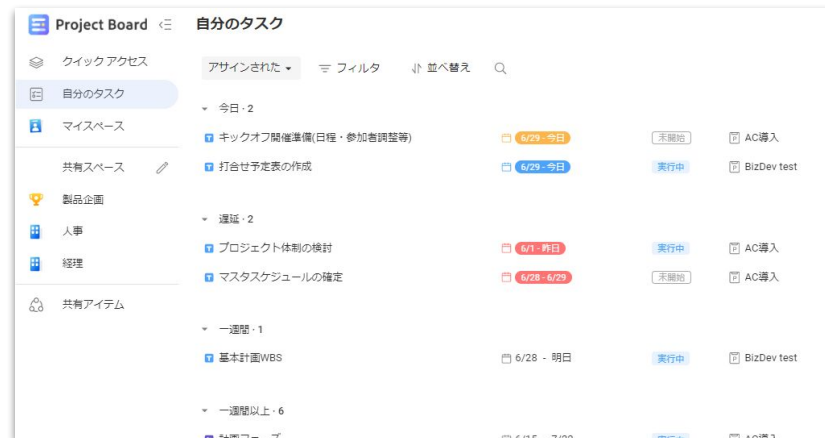 Project Board
自分のタスク
クイック アクセス
自分のタスク
マイスペース
共有スペース
製品企画
人事
経理
共有アイテム
アサインされた フィルタ 並べ替え
今日・2
キックオフ開催準備(日程・参加者調整等) 6/29 - 今日 未開始 AC導入
打合せ予定表の作成 6/29 - 今日 実行中 BizDev test
遅延・2
プロジェクト体制の検討 6/1 - 昨日 実行中 AC導入
マスタスケジュールの確定 6/28 - 6/29 未開始 AC導入
一週間・1
基本計画WBS 6/28 - 明日 実行中 BizDev test
一週間以上・6